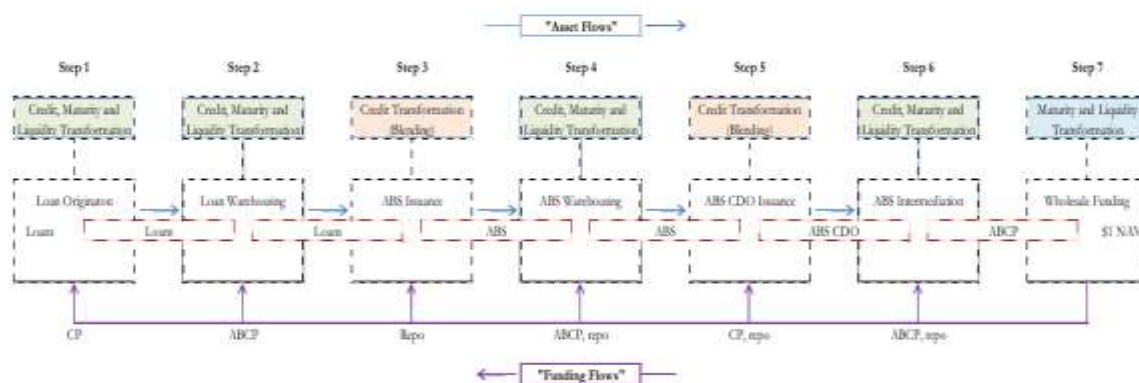 "Asset Flows"
Step 1
Step 2
Step 3
Step 4
Step 5
Step 6
Step 7
Credit, Maturity and
Liquidity Transformation
Credit, Maturity and
Liquidity Transformation
Credit Transformation
(Blending)
Credit, Maturity and
Liquidity Transformation
Credit Transformation
(Blending)
Credit, Maturity and
Liquidity Transformation
Maturity and Liquidity
Transformation
Loan Origination
Loan Warehousing
ABS Issuance
ABS Warehousing
ABS CDO Issuance
ABS Intermediation
Wholesale Funding
Loans
Loans
Loans
ABS
ABS
ABS CDO
ABCP
$1 NAV
CP
ABCP
Repo
ABCP, repo
CP, repo
ABCP, repo
"Funding Flows"